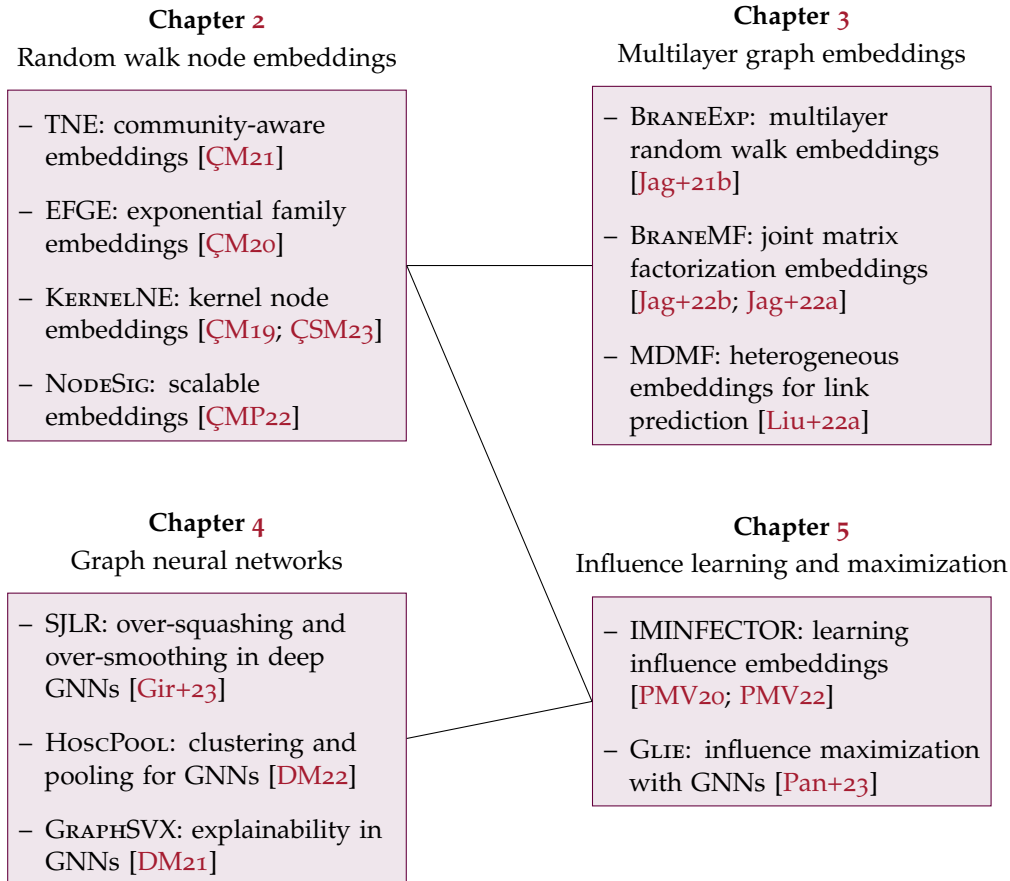 Chapter 2
Random walk node embeddings
– TNE: community-aware
embeddings [ÇM21]
– EFGE: exponential family
embeddings [ÇM20]
– KernelNE: kernel node
embeddings [ÇM19; ÇSM23]
– NodeSig: scalable
embeddings [ÇMP22]
Chapter 3
Multilayer graph embeddings
– BraneExp: multilayer
random walk embeddings
[Jag+21b]
– BraneMF: joint matrix
factorization embeddings
[Jag+22b; Jag+22a]
– MDMF: heterogeneous
embeddings for link
prediction [Liu+22a]
Chapter 4
Graph neural networks
– SJLR: over-squashing and
over-smoothing in deep
GNNs [Gir+23]
– HoscPool: clustering and
pooling for GNNs [DM22]
– GraphSVX: explainability in
GNNs [DM21]
Chapter 5
Influence learning and maximization
– IMINFECTOR: learning
influence embeddings
[PMV20; PMV22]
– Glie: influence maximization
with GNNs [Pan+23]